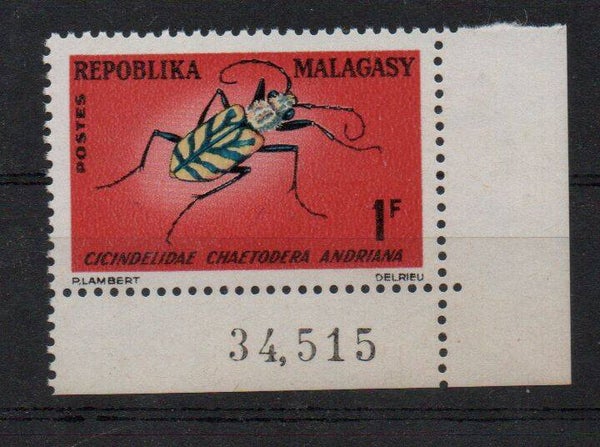 REPOBLIKA MALAGASY
POSTES
1F
CICINDELIDAE CHAETODERA ANDRIANA
P.LAMBERT DELRIEU
34,515